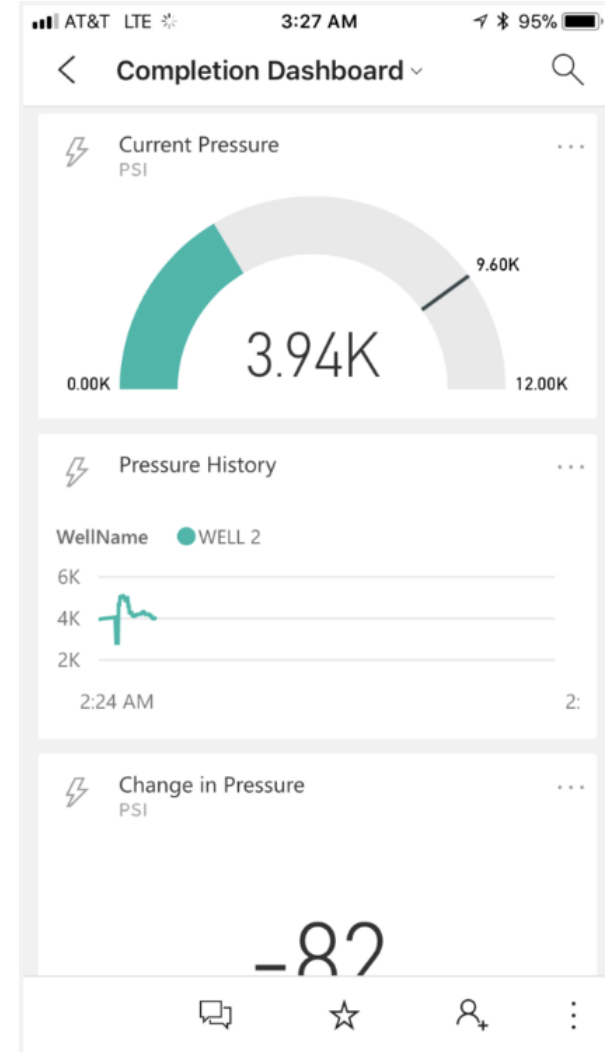 AT&T LTE 3:27 AM 95%
Completion Dashboard
Current Pressure
PSI
9.60K
3.94K
0.00K 12.00K
Pressure History
WellName WELL 2
6K
4K
2K
2:24 AM 2:
Change in Pressure
PSI
-82